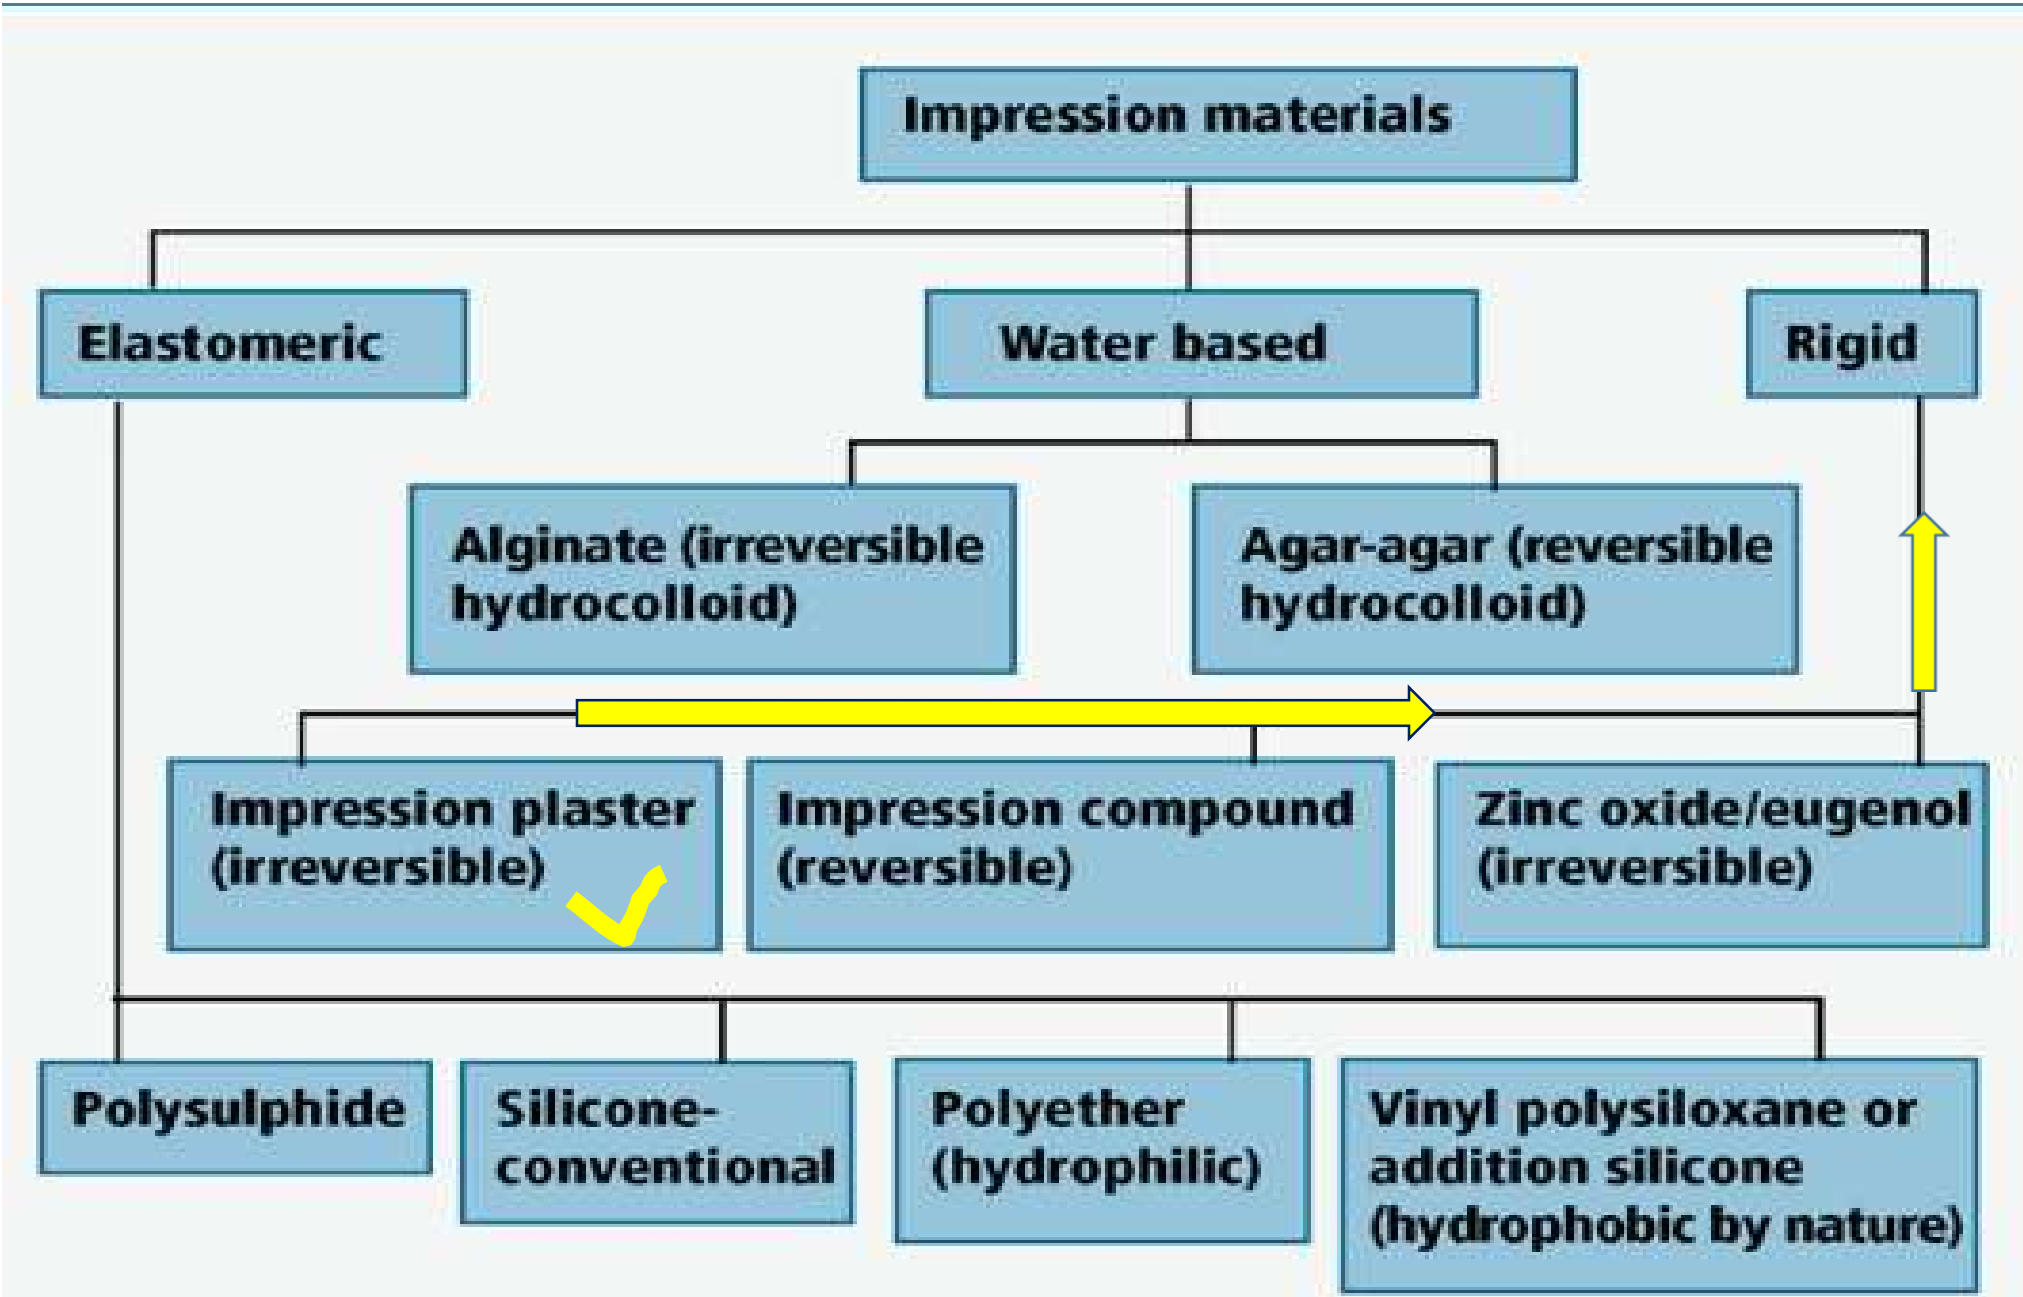 Impression materials
Elastomeric
Water based
Rigid
Alginate (irreversible
hydrocolloid)
Agar-agar (reversible
hydrocolloid)
Impression plaster
(irreversible)
Impression compound
(reversible)
Zinc oxide/eugenol
(irreversible)
Polysulphide
Silicone-
conventional
Polyether
(hydrophilic)
Vinyl polysiloxane or
addition silicone
(hydrophobic by nature)